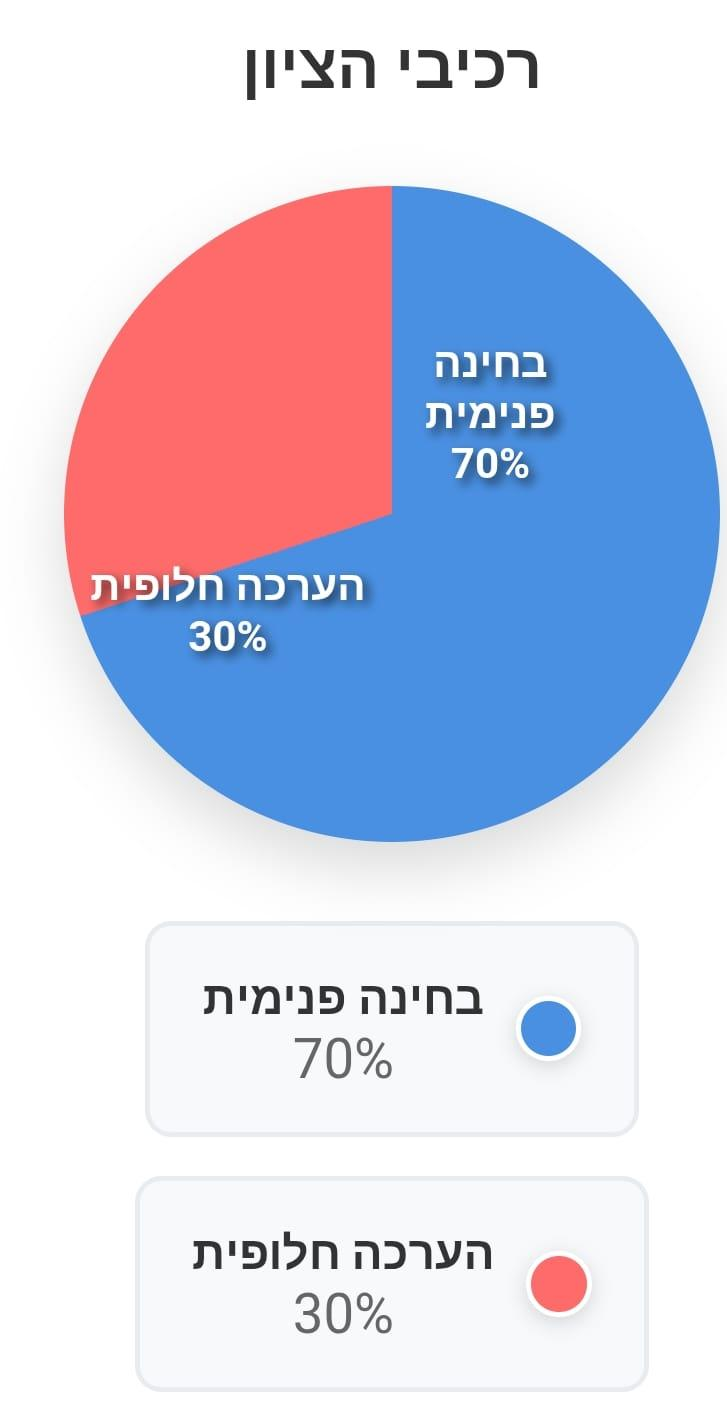 רכיבי הציון
בחינה
פנימית
70%
הערכה חלופית
30%
בחינה פנימית
70%
הערכה חלופית
30%